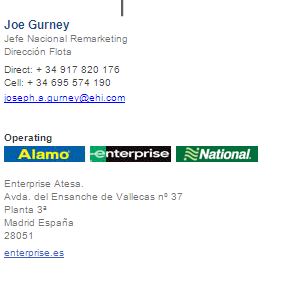 Joe Gurney
Jefe Nacional Remarketing
Dirección Flota
Direct: + 34 917 820 176
Cell: + 34 695 574 190
joseph.a.gurney@ehi.com
Operating
Alamo enterprise National.
Enterprise Atesa.
Avda. del Ensanche de Vallecas nº 37
Planta 3ª
Madrid España
28051
enterprise.es